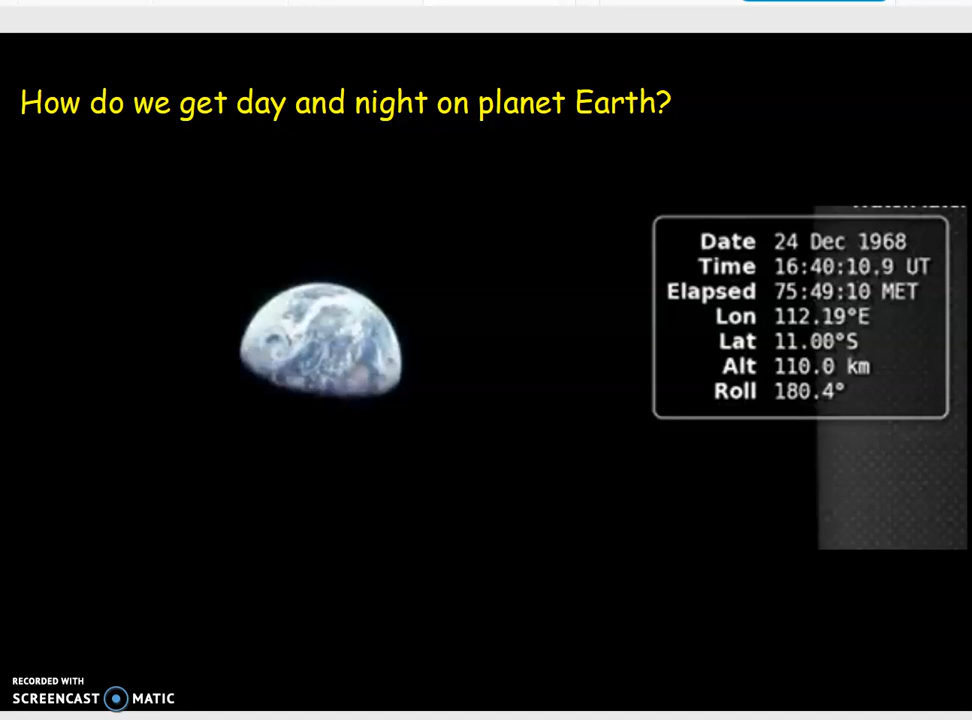 How do we get day and night on planet Earth?
Date 24 Dec 1968
Time 16:40:10.9 UT
Elapsed 75:49:10 MET
Lon 112.19°E
Lat 11.00°S
Alt 110.0 km
Roll 180.4°
RECORDED WITH
SCREENCAST MATIC